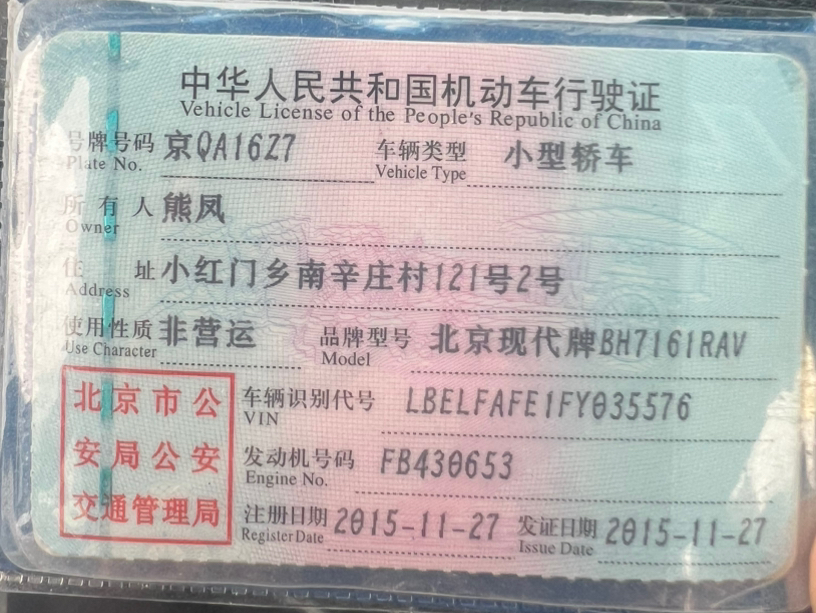 中华人民共和国机动车行驶证
Vehicle License of the People's Republic of China
号牌号码 京QA16Z7 车辆类型 小型轿车
Plate No. Vehicle Type
所有人 熊凤
Owner
住址 小红门乡南辛庄村121号2号
Address
使用性质 非营运 品牌型号 北京现代牌BH7161RAV
Use Character Model
北京市公安局公安交通管理局
车辆识别代号 LBELFAFE1FY035576
VIN
发动机号码 FB430653
Engine No.
注册日期 2015-11-27 发证日期 2015-11-27
Register Date Issue Date